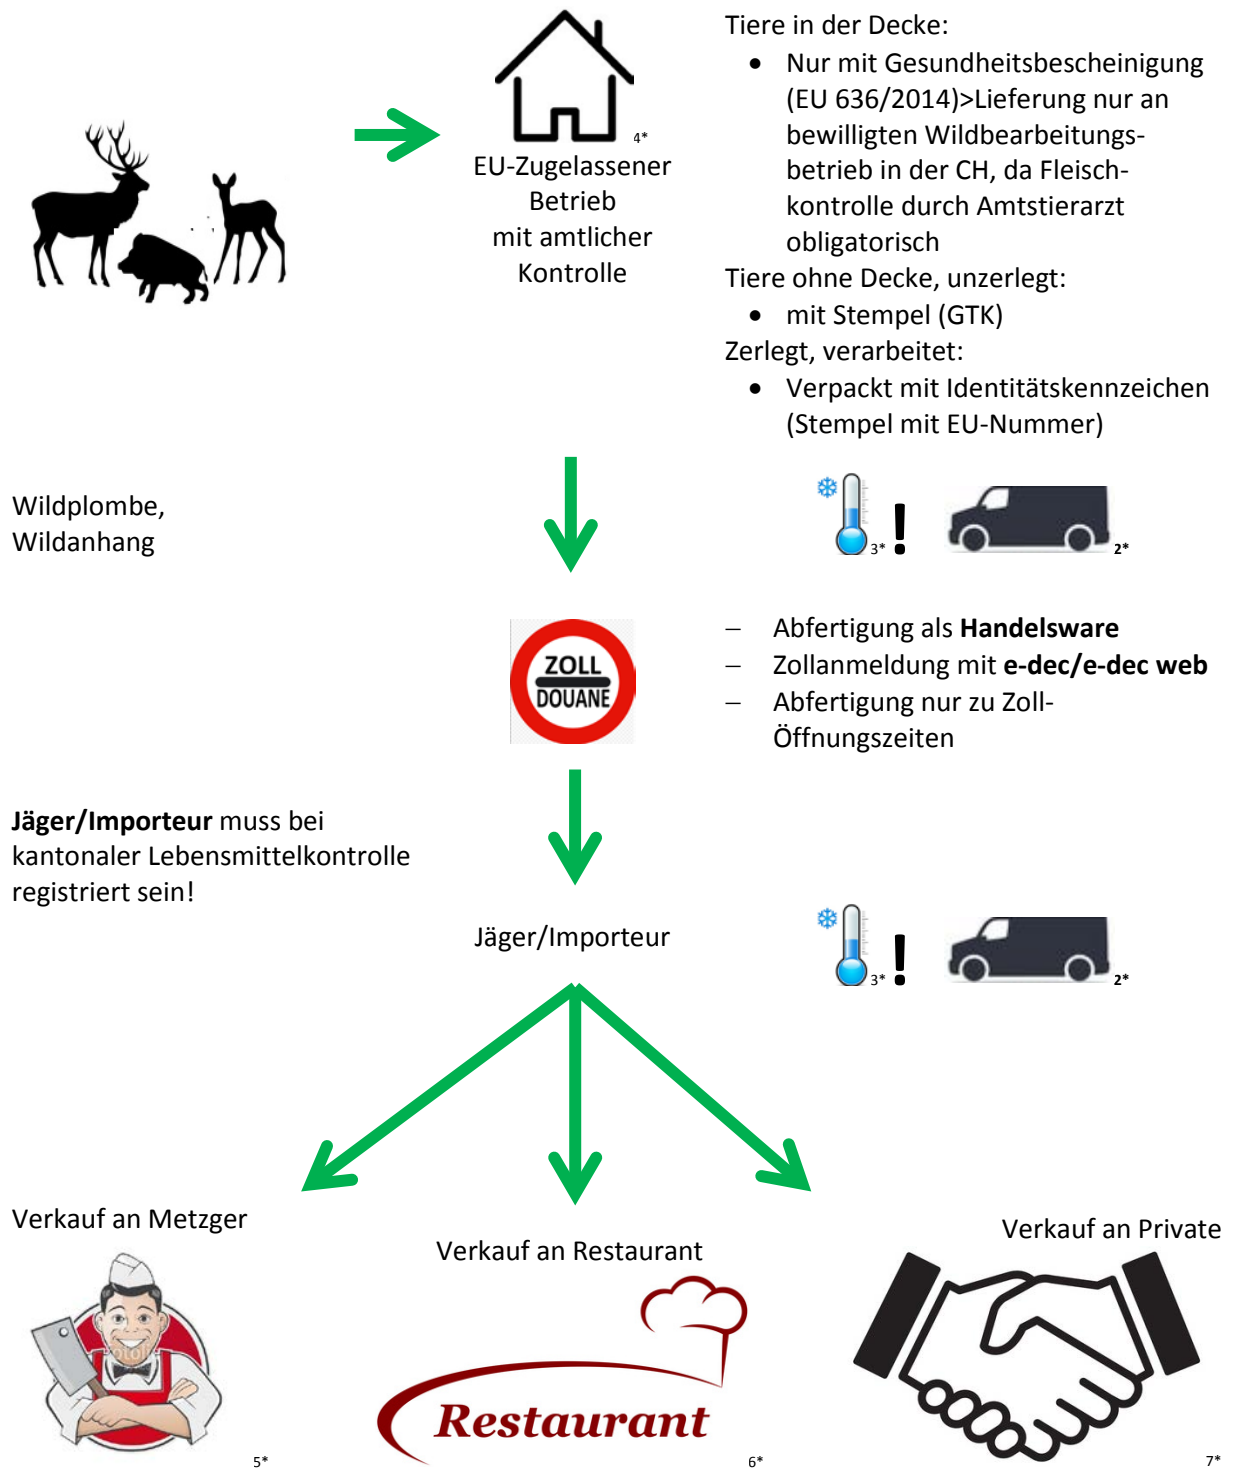 Tiere in der Decke:
• Nur mit Gesundheitsbescheinigung
(EU 636/2014)>Lieferung nur an
bewilligten Wildbearbeitungs-
betrieb in der CH, da Fleisch-
kontrolle durch Amtstierarzt
obligatorisch
Tiere ohne Decke, unzerlegt:
• mit Stempel (GTK)
Zerlegt, verarbeitet:
• Verpackt mit Identitätskennzeichen
(Stempel mit EU-Nummer)
4*
EU-Zugelassener
Betrieb
mit amtlicher
Kontrolle
Wildplombe,
Wildanhang
3* ! 2*
ZOLL
DOUANE
– Abfertigung als Handelsware
– Zollanmeldung mit e-dec/e-dec web
– Abfertigung nur zu Zoll-
Öffnungszeiten
Jäger/Importeur muss bei
kantonaler Lebensmittelkontrolle
registriert sein!
Jäger/Importeur
3* ! 2*
Verkauf an Metzger
Verkauf an Restaurant
Verkauf an Private
Restaurant
5*
6*
7*